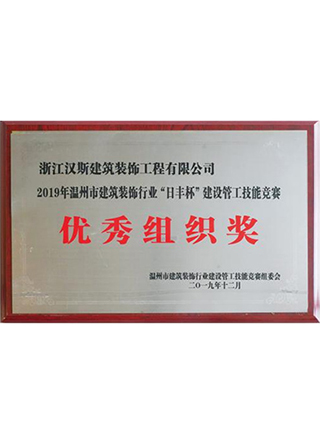 浙江汉斯建筑装饰工程有限公司
2019年温州市建筑装饰行业“日丰杯”建设管工技能竞赛
优秀组织奖
温州市建筑装饰行业建设管工技能竞赛组委会
二〇一九年十二月